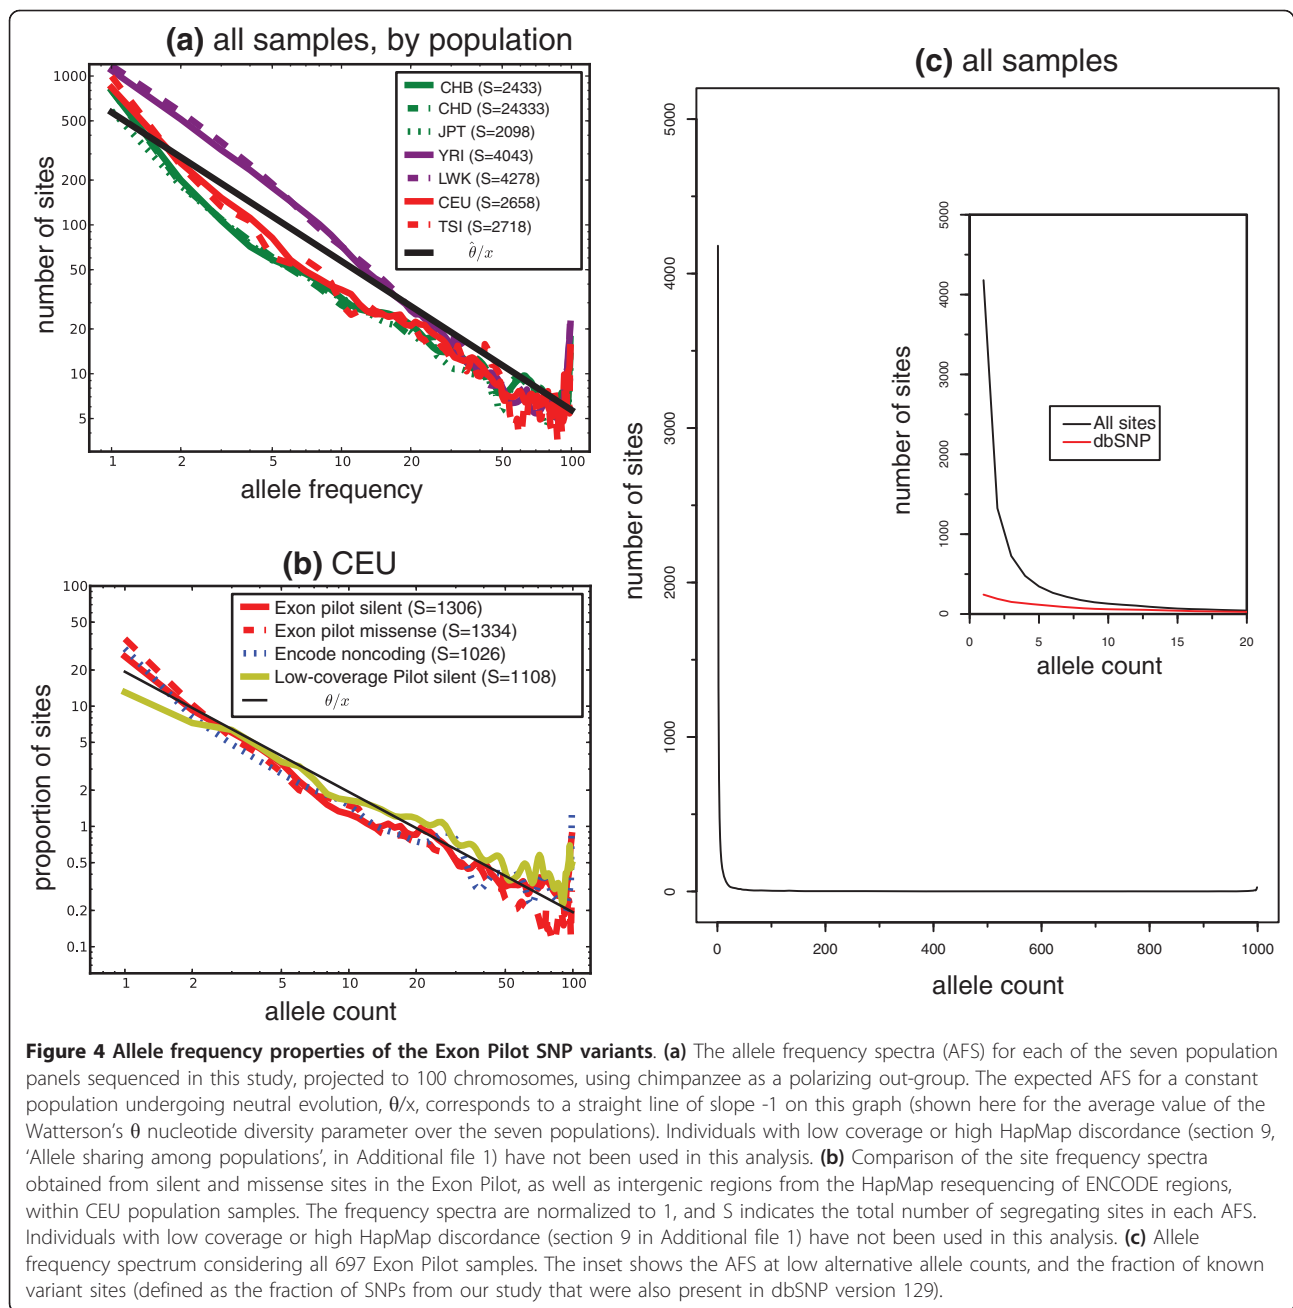 (a) all samples, by population
1000
500
200
100
50
20
10
5
number of sites
CHB (S=2433)
CHD (S=24333)
JPT (S=2098)
YRI (S=4043)
LWK (S=4278)
CEU (S=2658)
TSI (S=2718)
θ̂/x
1 2 5 10 20 50 100
allele frequency
(b) CEU
100
50
20
10
5
2
1
0.5
0.2
0.1
proportion of sites
Exon pilot silent (S=1306)
Exon pilot missense (S=1334)
Encode noncoding (S=1026)
Low-coverage Pilot silent (S=1108)
θ/x
1 2 5 10 20 50 100
allele count
(c) all samples
5000
4000
3000
2000
1000
0
number of sites
0 200 400 600 800 1000
allele count
5000
4000
3000
2000
1000
0
number of sites
All sites
dbSNP
0 5 10 15 20
allele count
Figure 4 Allele frequency properties of the Exon Pilot SNP variants. (a) The allele frequency spectra (AFS) for each of the seven population
panels sequenced in this study, projected to 100 chromosomes, using chimpanzee as a polarizing out-group. The expected AFS for a constant
population undergoing neutral evolution, θ/x, corresponds to a straight line of slope -1 on this graph (shown here for the average value of the
Watterson's θ nucleotide diversity parameter over the seven populations). Individuals with low coverage or high HapMap discordance (section 9,
'Allele sharing among populations', in Additional file 1) have not been used in this analysis. (b) Comparison of the site frequency spectra
obtained from silent and missense sites in the Exon Pilot, as well as intergenic regions from the HapMap resequencing of ENCODE regions,
within CEU population samples. The frequency spectra are normalized to 1, and S indicates the total number of segregating sites in each AFS.
Individuals with low coverage or high HapMap discordance (section 9 in Additional file 1) have not been used in this analysis. (c) Allele
frequency spectrum considering all 697 Exon Pilot samples. The inset shows the AFS at low alternative allele counts, and the fraction of known
variant sites (defined as the fraction of SNPs from our study that were also present in dbSNP version 129).